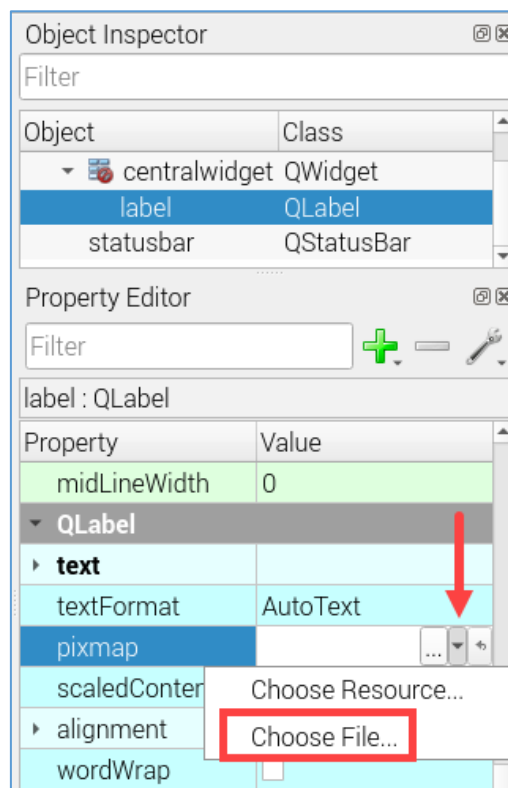 Object Inspector
Filter
Object Class
centralwidget QWidget
label QLabel
statusbar QStatusBar
Property Editor
Filter
label : QLabel
Property Value
midLineWidth 0
QLabel
text
textFormat AutoText
pixmap ...
scaledConter
Choose Resource...
alignment
Choose File...
wordWrap